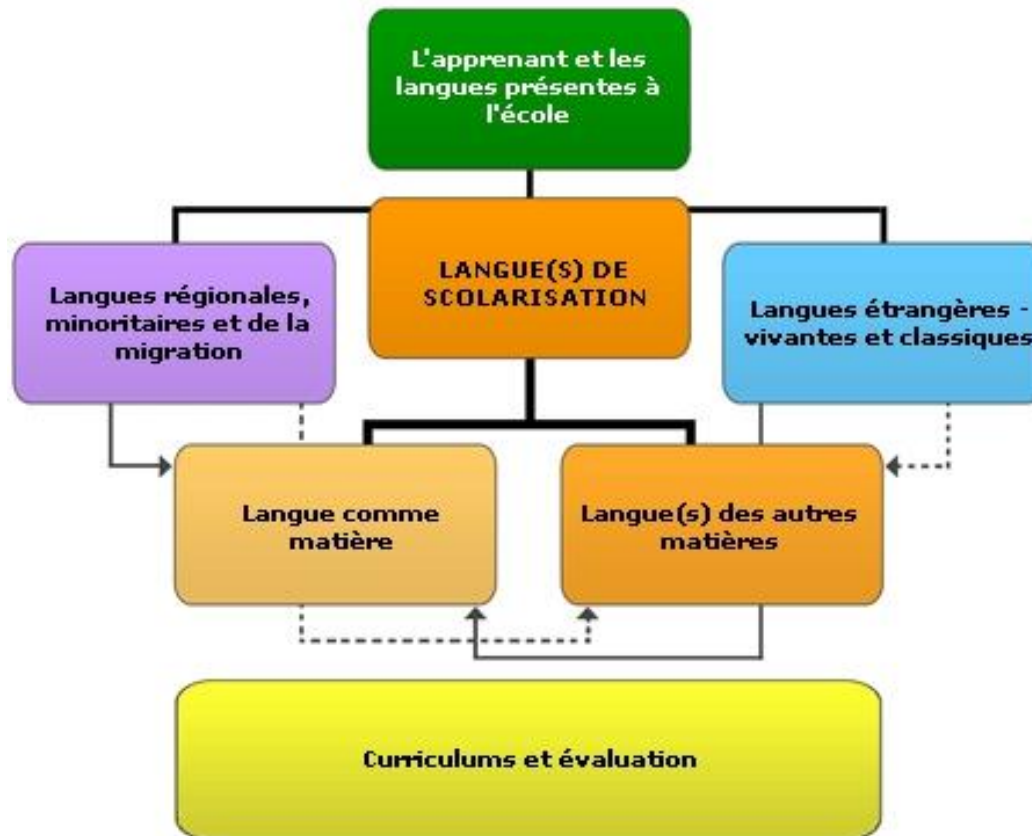 L'apprenant et les
langues présentes à
l'école
LANGUE(S) DE
SCOLARISATION
Langues régionales,
minoritaires et de la
migration
Langues étrangères -
vivantes et classiques
Langue comme
matière
Langue(s) des autres
matières
Curriculums et évaluation